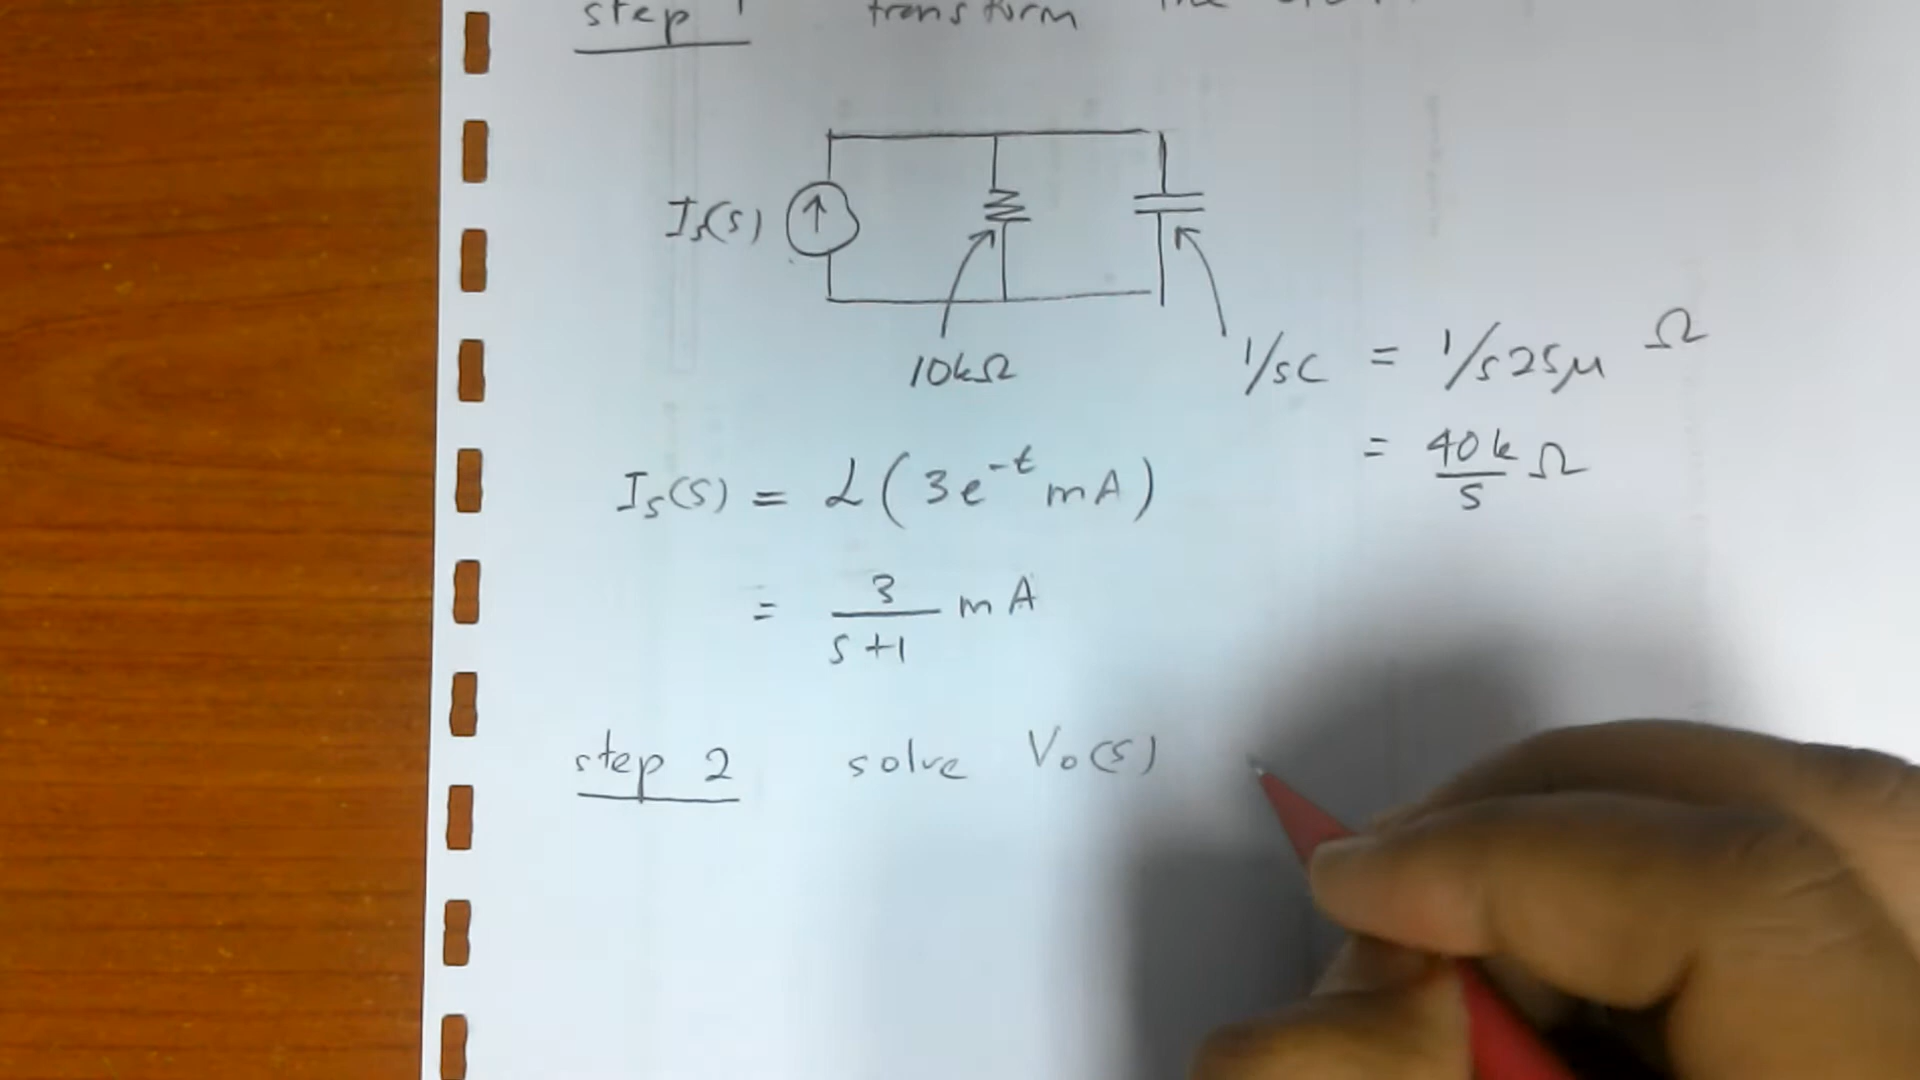 step 1 transform the
Is(s)
10kΩ
1/sC = 1/s25μ Ω
= 40k/s Ω
Is(s) = L(3e^-t mA)
= 3/s+1 mA
step 2 solve Vo(s)